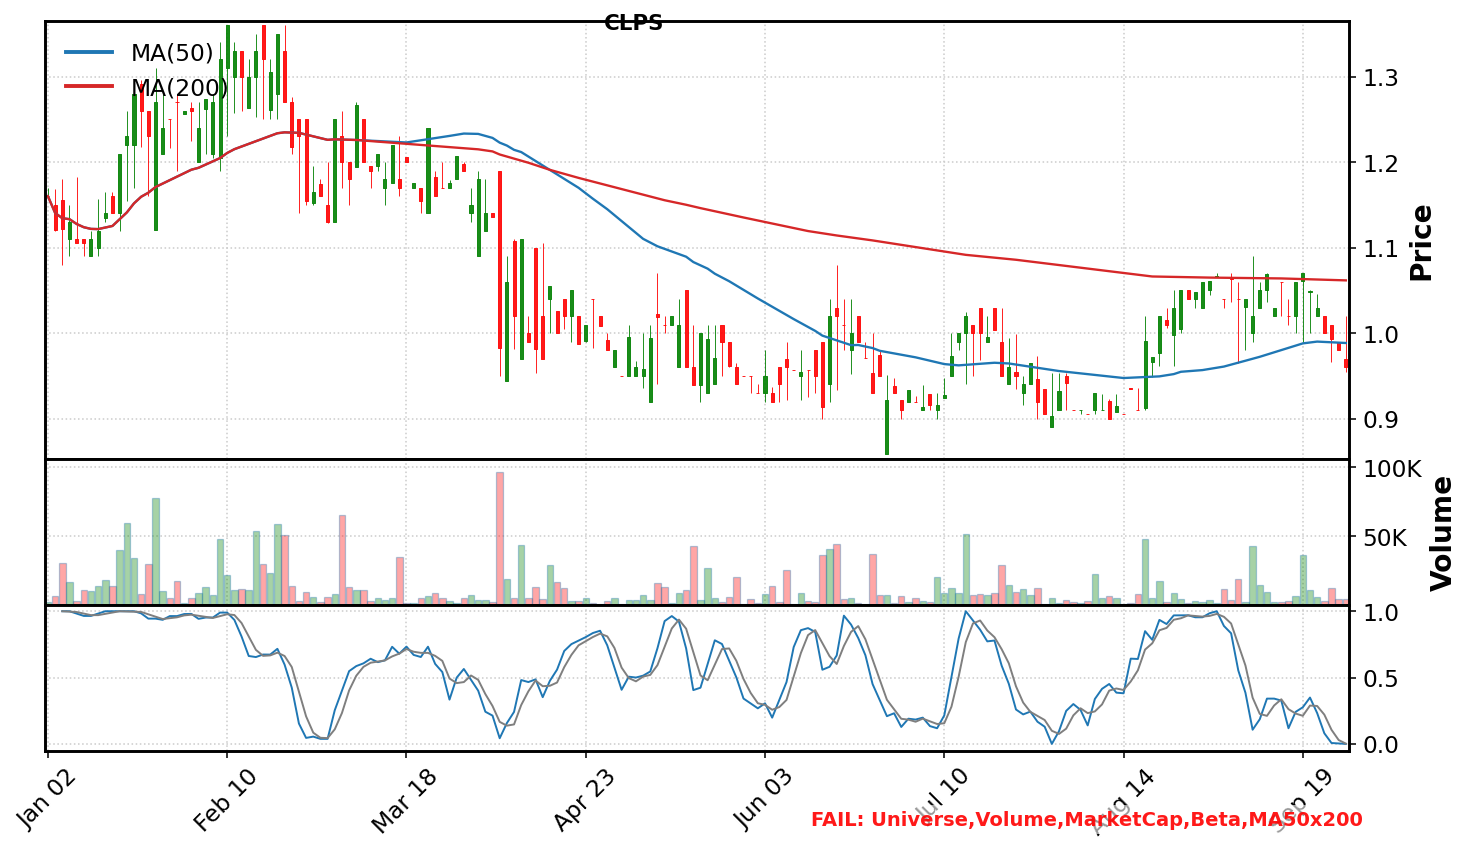 CLPS
MA(50)
MA(200)
1.3
1.2
1.1
1.0
0.9
Price
100K
50K
Volume
1.0
0.5
0.0
Jan 02
Feb 10
Mar 18
Apr 23
Jun 03
Jul 10
Aug 14
Sep 19
FAIL: Universe,Volume,MarketCap,Beta,MA50x200